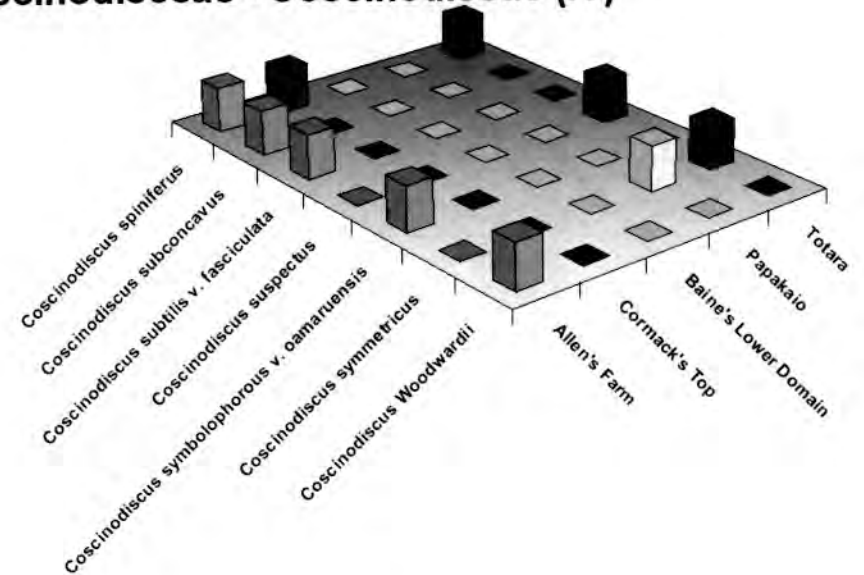 Coscinodiscus spiniferus
Coscinodiscus subconcavus
Coscinodiscus subtilis v. fasciculata
Coscinodiscus suspectus
Coscinodiscus symbolophorous v. oamaruensis
Coscinodiscus symmetricus
Coscinodiscus Woodwardii
Allen's Farm
Cormack's Top
Baine's Lower Domain
Papakaio
Totara